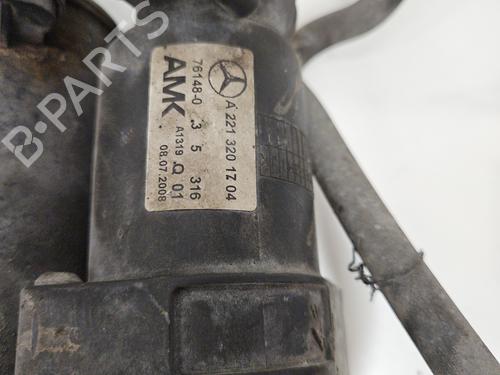 A 221 320 17 04
76148-0 3 5 316
AMK A1319 Q 01
08.07.2008
B-PARTS